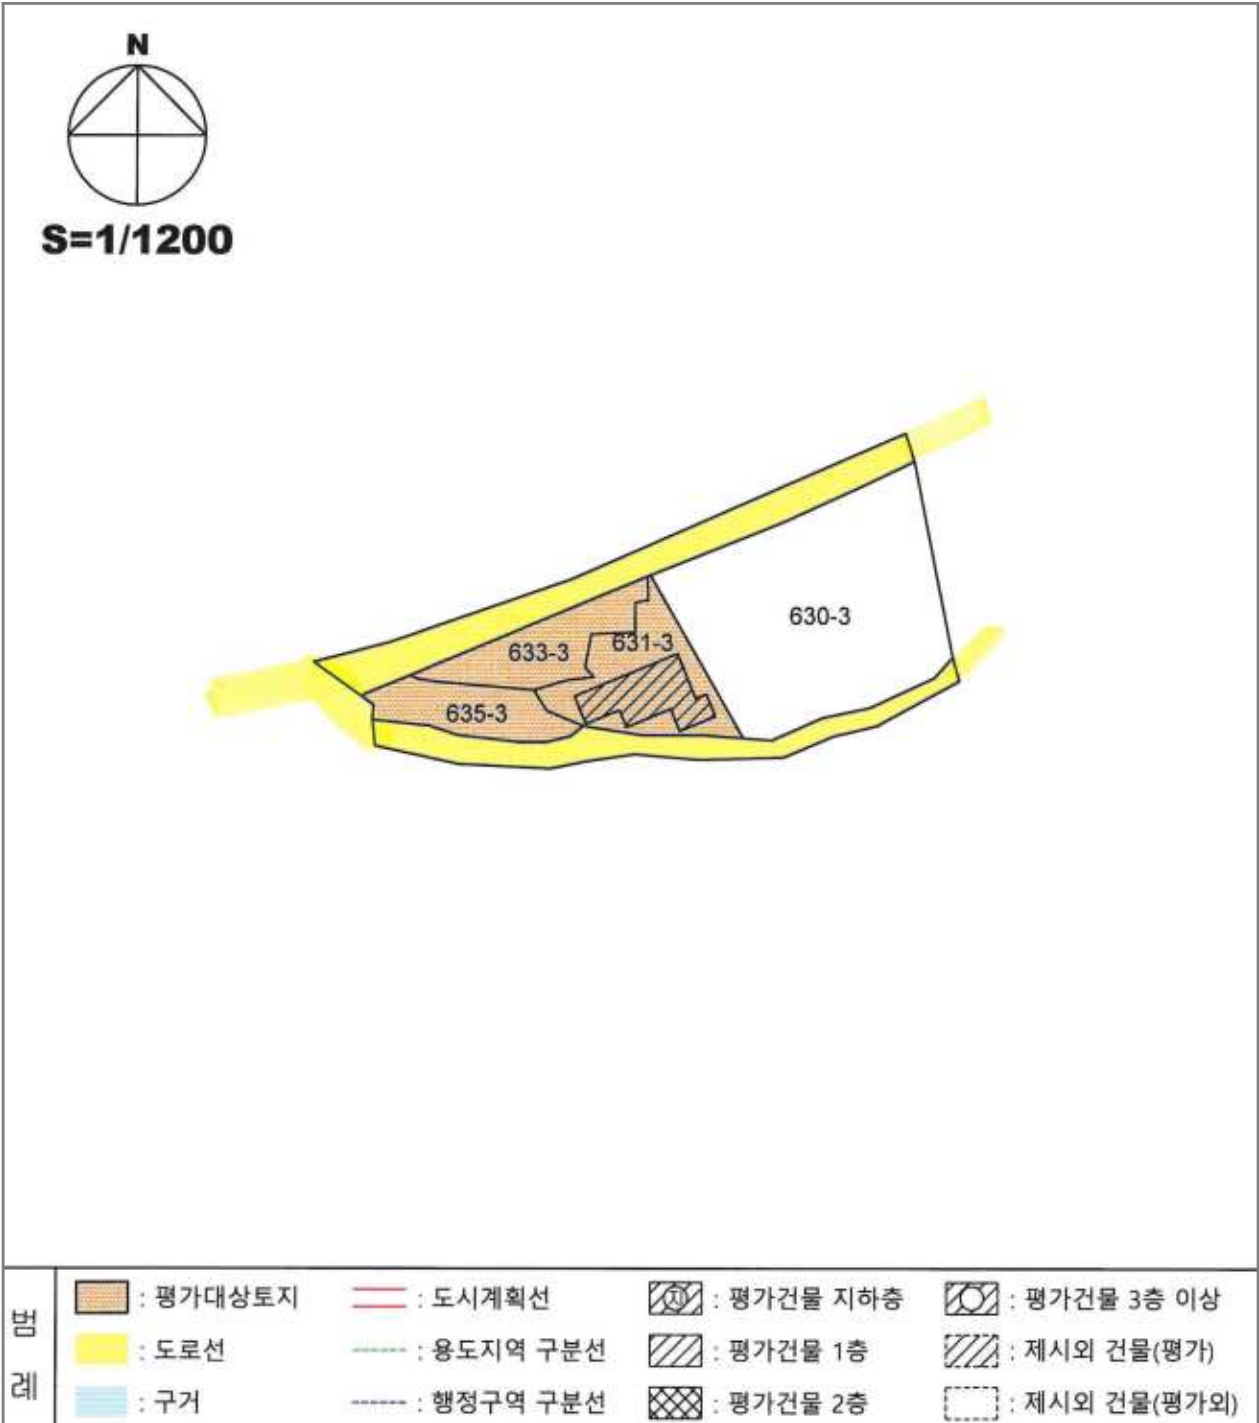 N
S=1/1200
630-3
631-3
633-3
635-3
범례
: 평가대상토지
: 도시계획선
지 : 평가건물 지하층
: 평가건물 3층 이상
: 도로선
: 용도지역 구분선
: 평가건물 1층
: 제시외 건물(평가)
: 구거
: 행정구역 구분선
: 평가건물 2층
: 제시외 건물(평가외)